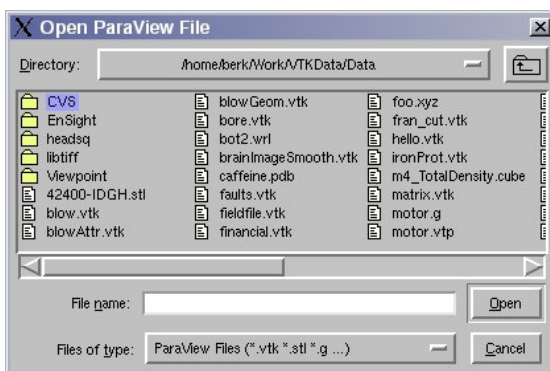 Open ParaView File
Directory: /home/berk/Work/VTKData/Data
CVS
EnSight
headsq
libtiff
Viewpoint
42400-IDGH.stl
blow.vtk
blowAttr.vtk
blowGeom.vtk
bore.vtk
bot2.wrl
brainImageSmooth.vtk
caffeine.pdb
faults.vtk
fieldfile.vtk
financial.vtk
foo.xyz
fran_cut.vtk
hello.vtk
ironProt.vtk
m4_TotalDensity.cube
matrix.vtk
motor.g
motor.vtp
File name: Open
Files of type: ParaView Files (*.vtk *.stl *.g ...) Cancel